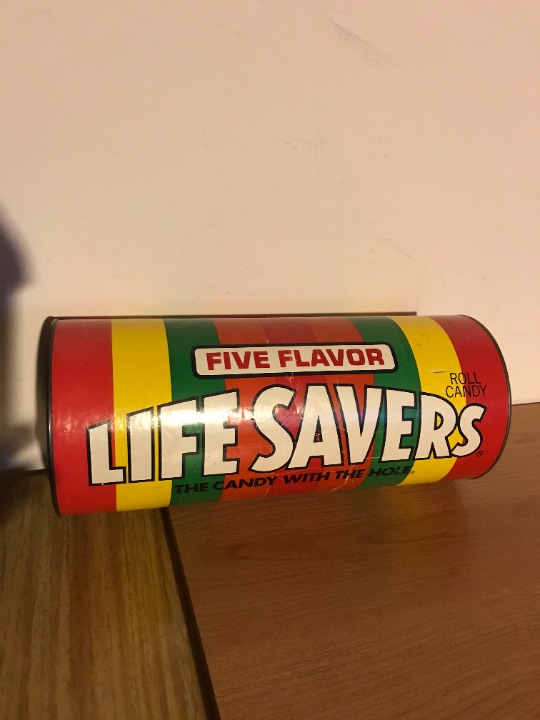 FIVE FLAVOR
ROLL
CANDY
LIFE SAVERS®
THE CANDY WITH THE HOLE